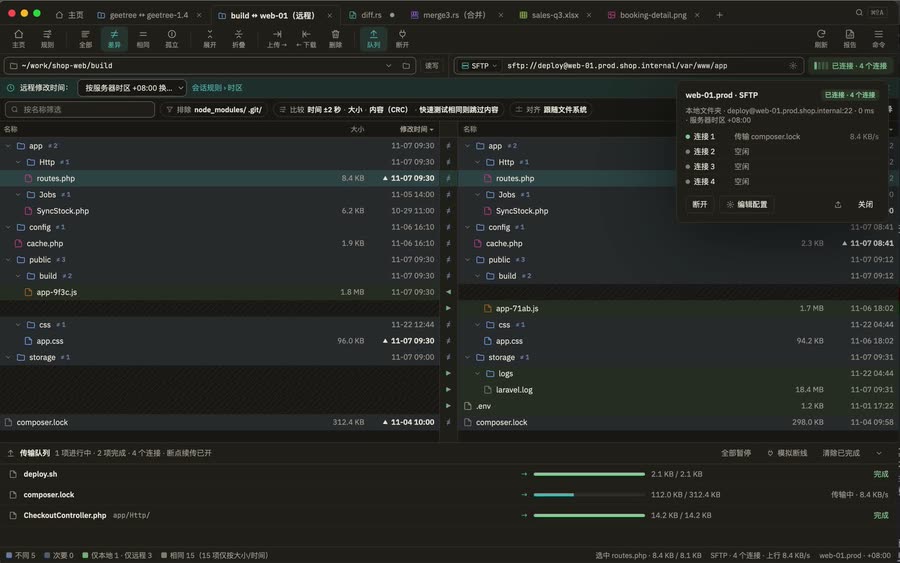 主页 geetree ⇔ geetree-1.4 × build ⇔ web-01（远程） × diff.rs merge3.rs（合并） × sales-q3.xlsx × booking-detail.png × +
主页 规则 全部 差异 相同 孤立 展开 折叠 上传→ ←下载 删除 队列 断开 刷新 报告 命令
~/work/shop-web/build 读写 SFTP sftp://deploy@web-01.prod.shop.internal/var/www/app 已连接 · 4 个连接
远程修改时间： 按服务器时区 +08:00 换... 会话规则 › 时区
按名称筛选 排除 node_modules/ .git/ 比较 时间 ±2 秒 · 大小 · 内容（CRC） · 快速测试相同则跳过内容 对齐 跟随文件系统
名称 大小 修改时间 名称
app ≠2 11-07 09:30 ≠ app ≠2
Http ≠1 11-07 09:30 ≠ Http ≠1
routes.php 8.4 KB ▲ 11-07 09:30 ≠ routes.php
Jobs ≠1 11-05 14:00 ≠ Jobs ≠1
SyncStock.php 6.2 KB 10-29 11:00 ≠ SyncStock.php
config ≠1 11-06 16:10 ≠ config ≠1 11-07 08:41
cache.php 1.9 KB 11-06 16:10 ≠ cache.php 2.3 KB ▲ 11-07 08:41
public ≠3 11-07 09:30 ≠ public ≠3 11-07 09:12
build ≠2 11-07 09:30 ≠ build ≠2 11-07 09:12
app-9f3c.js 1.8 MB 11-07 09:30
app-71ab.js 1.7 MB 11-06 18:02
css ≠1 11-22 12:44 ≠ css ≠1 11-22 04:44
app.css 96.0 KB ▲ 11-07 09:30 ≠ app.css 94.2 KB 11-06 18:02
storage ≠1 11-07 09:00 ≠ storage ≠1 11-07 09:31
logs 11-22 04:44
laravel.log 18.4 MB 11-07 09:31
.env 1.2 KB 11-01 17:22
composer.lock 312.4 KB ▲ 11-04 10:00 ≠ composer.lock 298.0 KB 11-04 09:58
web-01.prod · SFTP 已连接 · 4 个连接
本地文件夹 · deploy@web-01.prod.shop.internal:22 · 0 ms
· 服务器时区 +08:00
连接 1 传输 composer.lock 8.4 KB/s
连接 2 空闲
连接 3 空闲
连接 4 空闲
断开 编辑配置 关闭
传输队列 1 项进行中 · 2 项完成 · 4 个连接 · 断点续传已开 全部暂停 模拟断线 清除已完成
deploy.sh → 2.1 KB / 2.1 KB 完成
composer.lock → 112.0 KB / 312.4 KB 传输中 · 8.4 KB/s
CheckoutController.php app/Http/ → 14.2 KB / 14.2 KB 完成
不同 5 次要 0 仅本地 1 · 仅远程 3 相同 15（15 项仅按大小/时间） 选中 routes.php · 8.4 KB / 8.1 KB SFTP · 4 个连接 · 上行 8.4 KB/s web-01.prod · +08:00